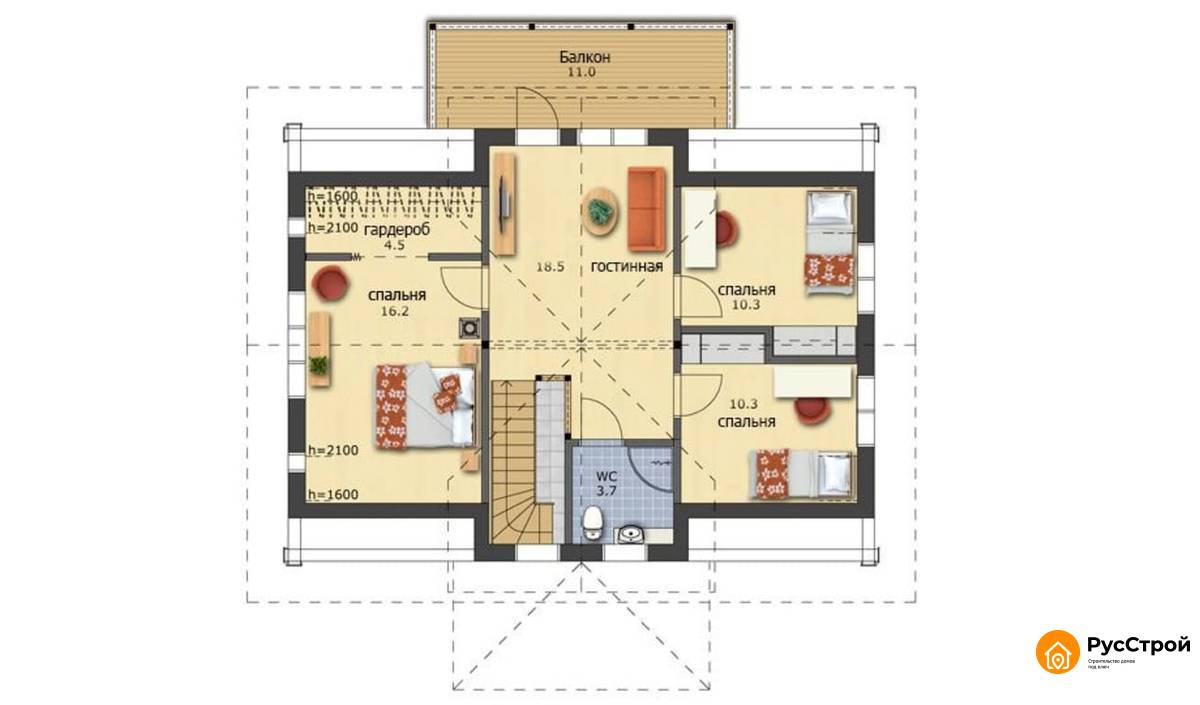 Балкон
11.0
h=1600
h=2100
гардероб
4.5
спальня
16.2
18.5
гостинная
спальня
10.3
10.3
спальня
h=2100
h=1600
WC
3.7
РусСтрой
Строительство домов
под ключ